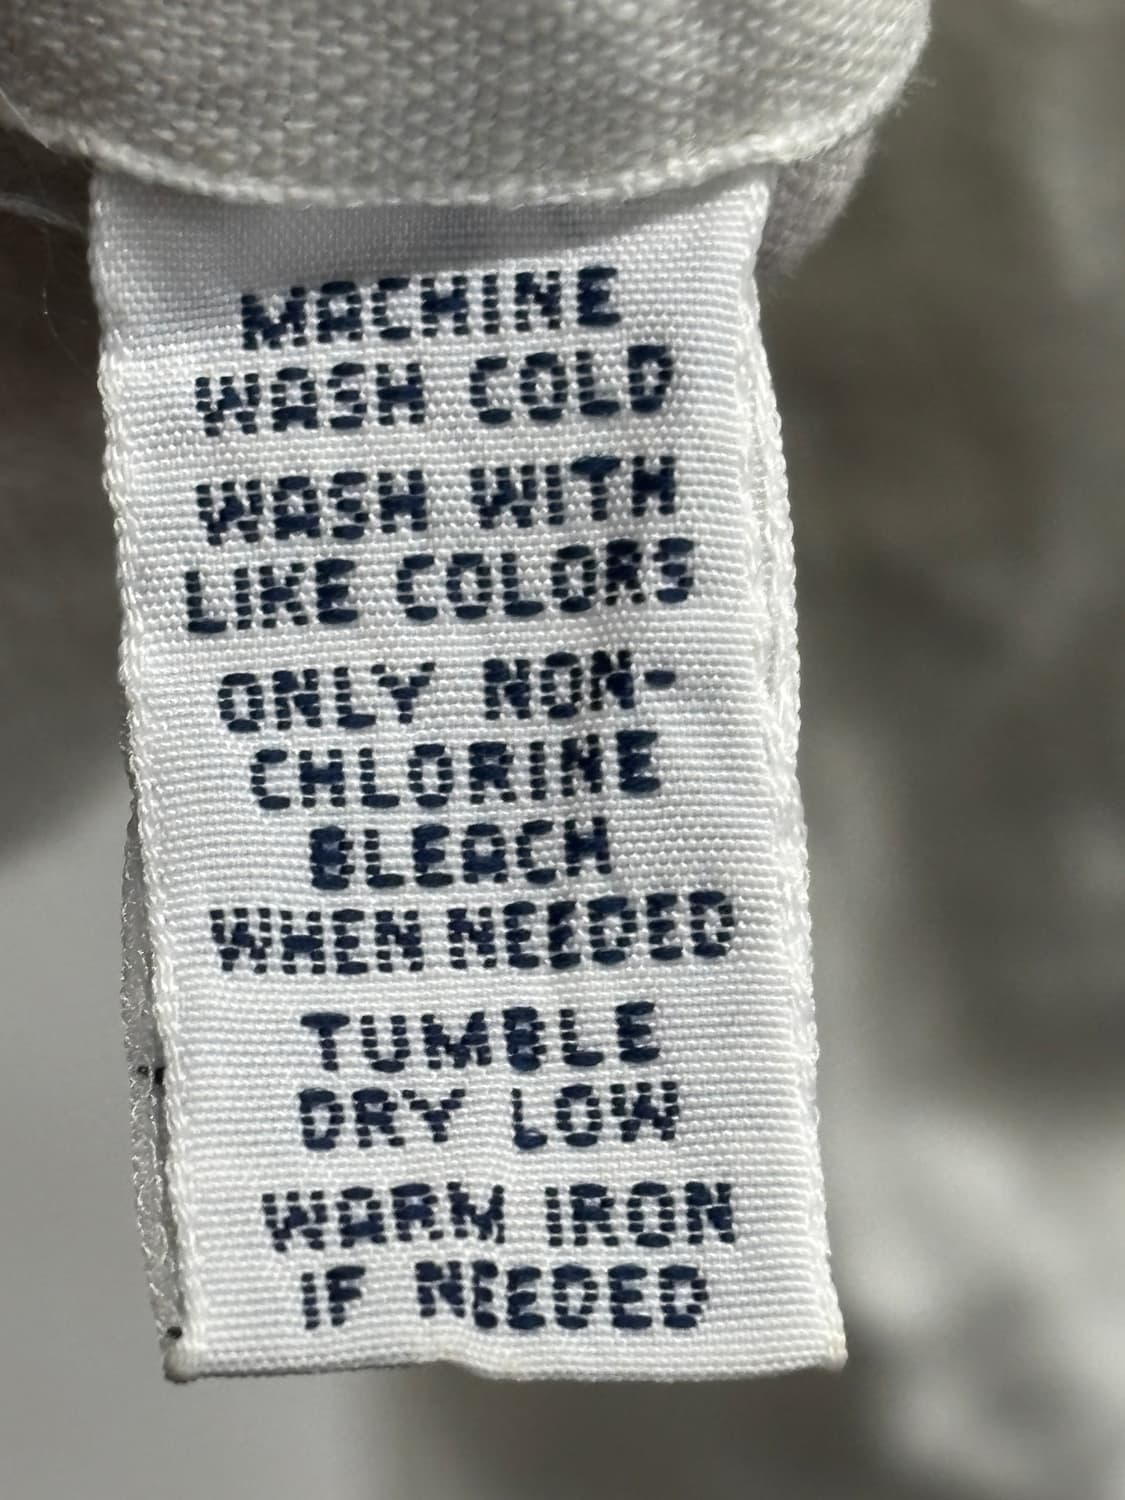 MACHINE
WASH COLD
WASH WITH
LIKE COLORS
ONLY NON-
CHLORINE
BLEACH
WHEN NEEDED
TUMBLE
DRY LOW
WARM IRON
IF NEEDED